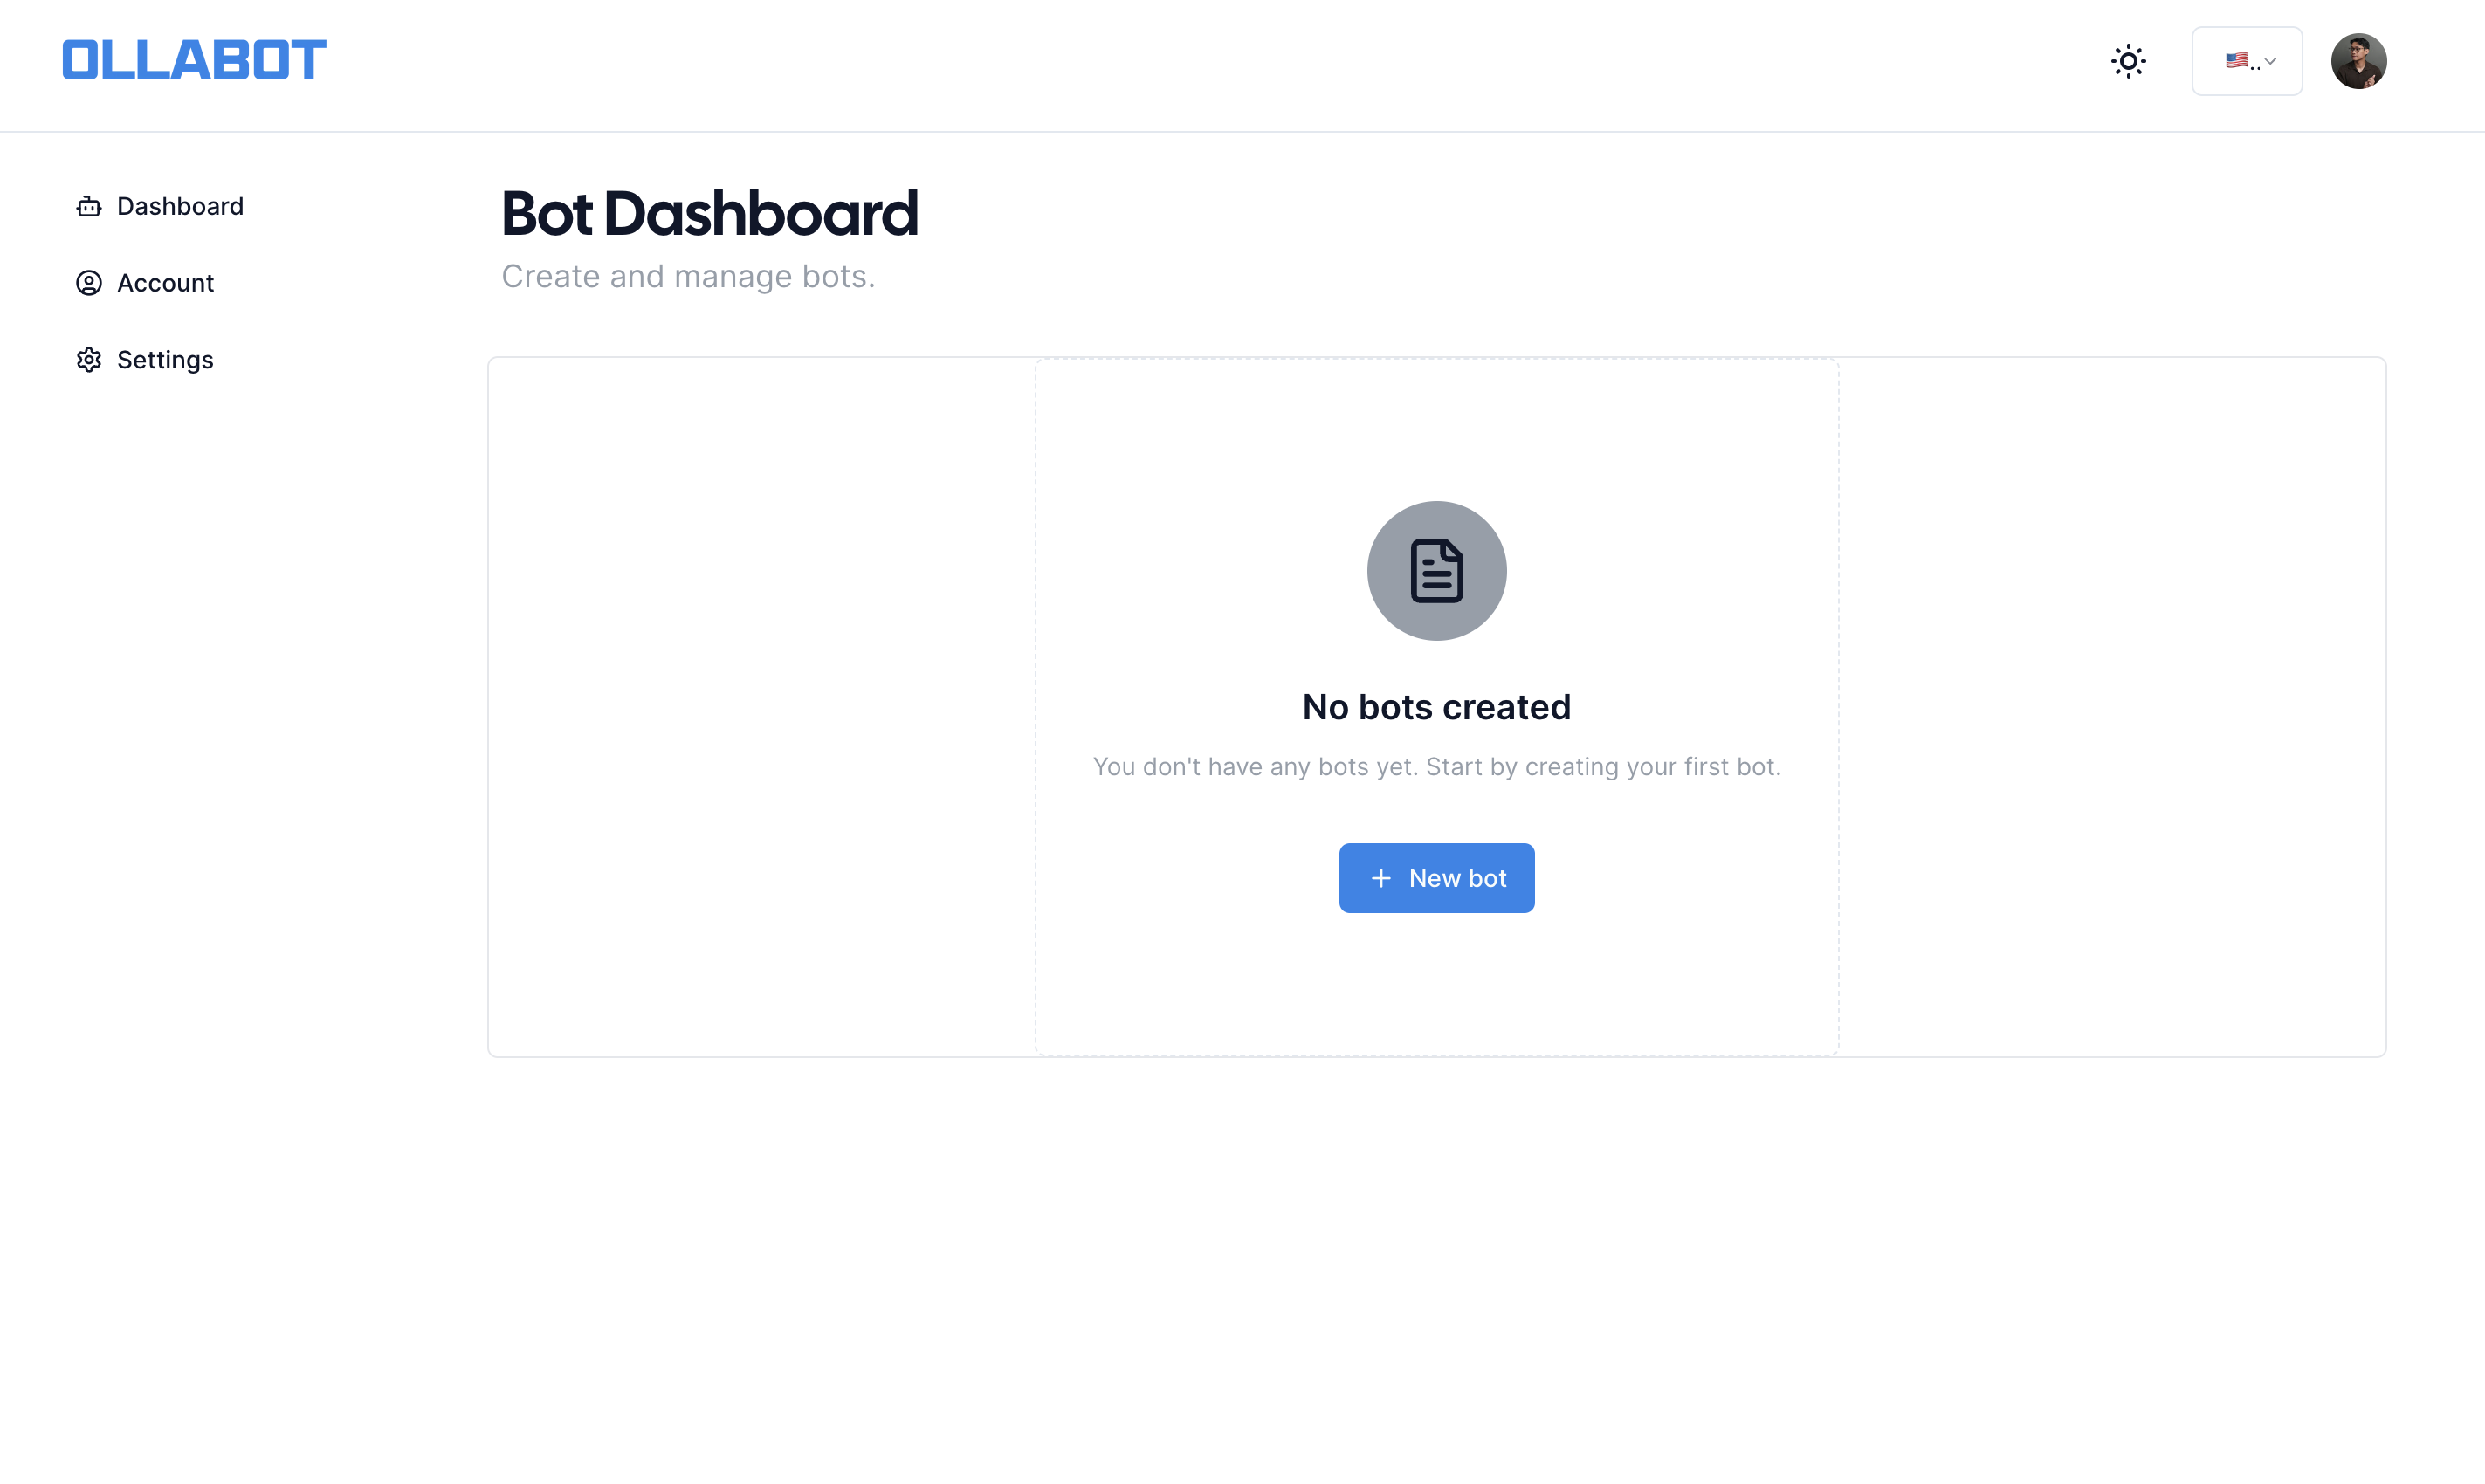 OLLABOT
🇺🇸..
Dashboard
Account
Settings
Bot Dashboard
Create and manage bots.
No bots created
You don't have any bots yet. Start by creating your first bot.
New bot